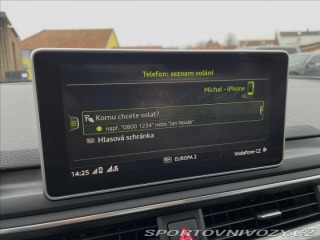 Telefon: seznam volání
Michal - iPhone
Komu chcete volat?
např. "0800 1234" nebo "Jan Novák"
Hlasová schránka
14:25
EUROPA 2
Vodafone CZ
SPORTOVNIVOZY.CZ